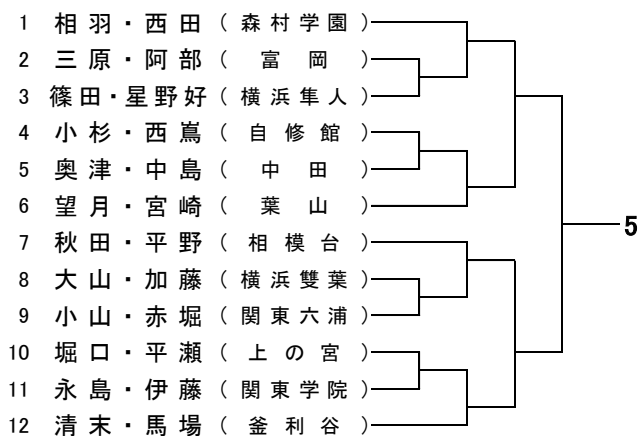 1 相羽・西田 ( 森村学園 )
2 三原・阿部 ( 富岡 )
3 篠田・星野好 ( 横浜隼人 )
4 小杉・西嶌 ( 自修館 )
5 奥津・中島 ( 中田 )
6 望月・宮崎 ( 葉山 )
7 秋田・平野 ( 相模台 )
8 大山・加藤 ( 横浜雙葉 )
9 小山・赤堀 ( 関東六浦 )
10 堀口・平瀬 ( 上の宮 )
11 永島・伊藤 ( 関東学院 )
12 清末・馬場 ( 釜利谷 )
5